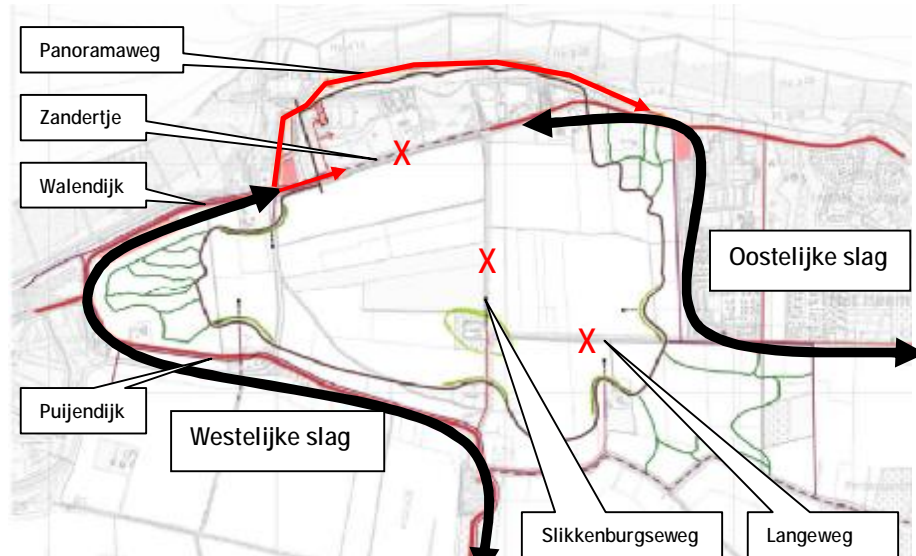 Panoramaweg
Zandertje
X
Walendijk
X
Oostelijke slag
X
Puijendijk
Westelijke slag
Slikkenburgseweg
Langeweg